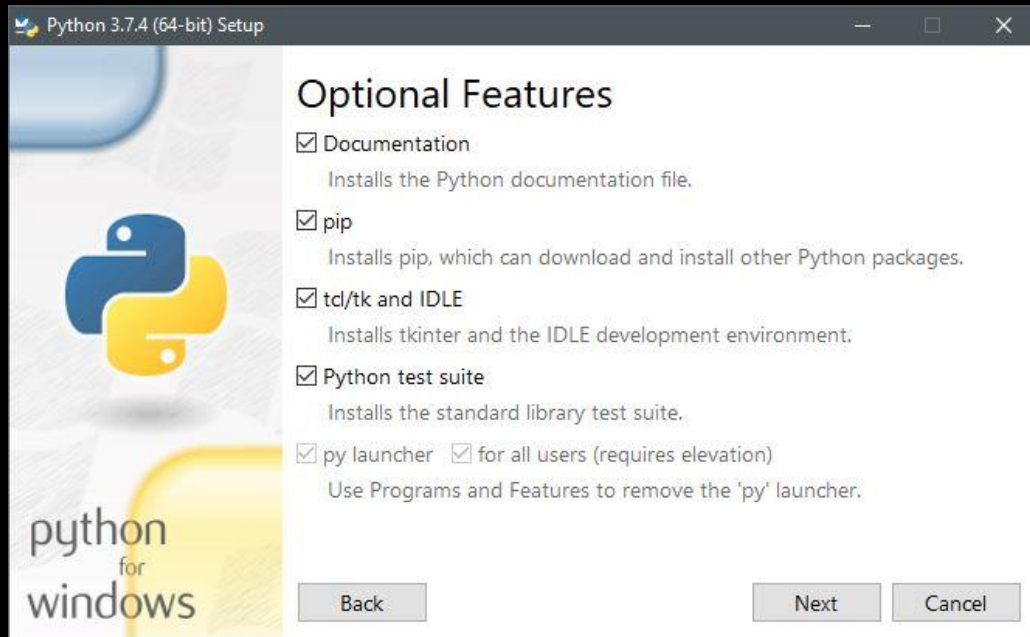 Python 3.7.4 (64-bit) Setup
Optional Features
Documentation
Installs the Python documentation file.
pip
Installs pip, which can download and install other Python packages.
tcl/tk and IDLE
Installs tkinter and the IDLE development environment.
Python test suite
Installs the standard library test suite.
py launcher for all users (requires elevation)
Use Programs and Features to remove the 'py' launcher.
python
for
windows
Back Next Cancel